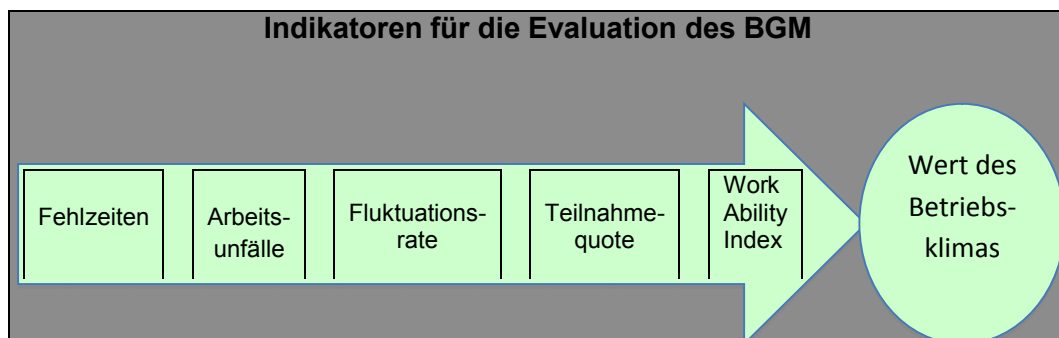 Indikatoren für die Evaluation des BGM
Fehlzeiten
Arbeits-
unfälle
Fluktuations-
rate
Teilnahme-
quote
Work
Ability
Index
Wert des
Betriebs-
klimas